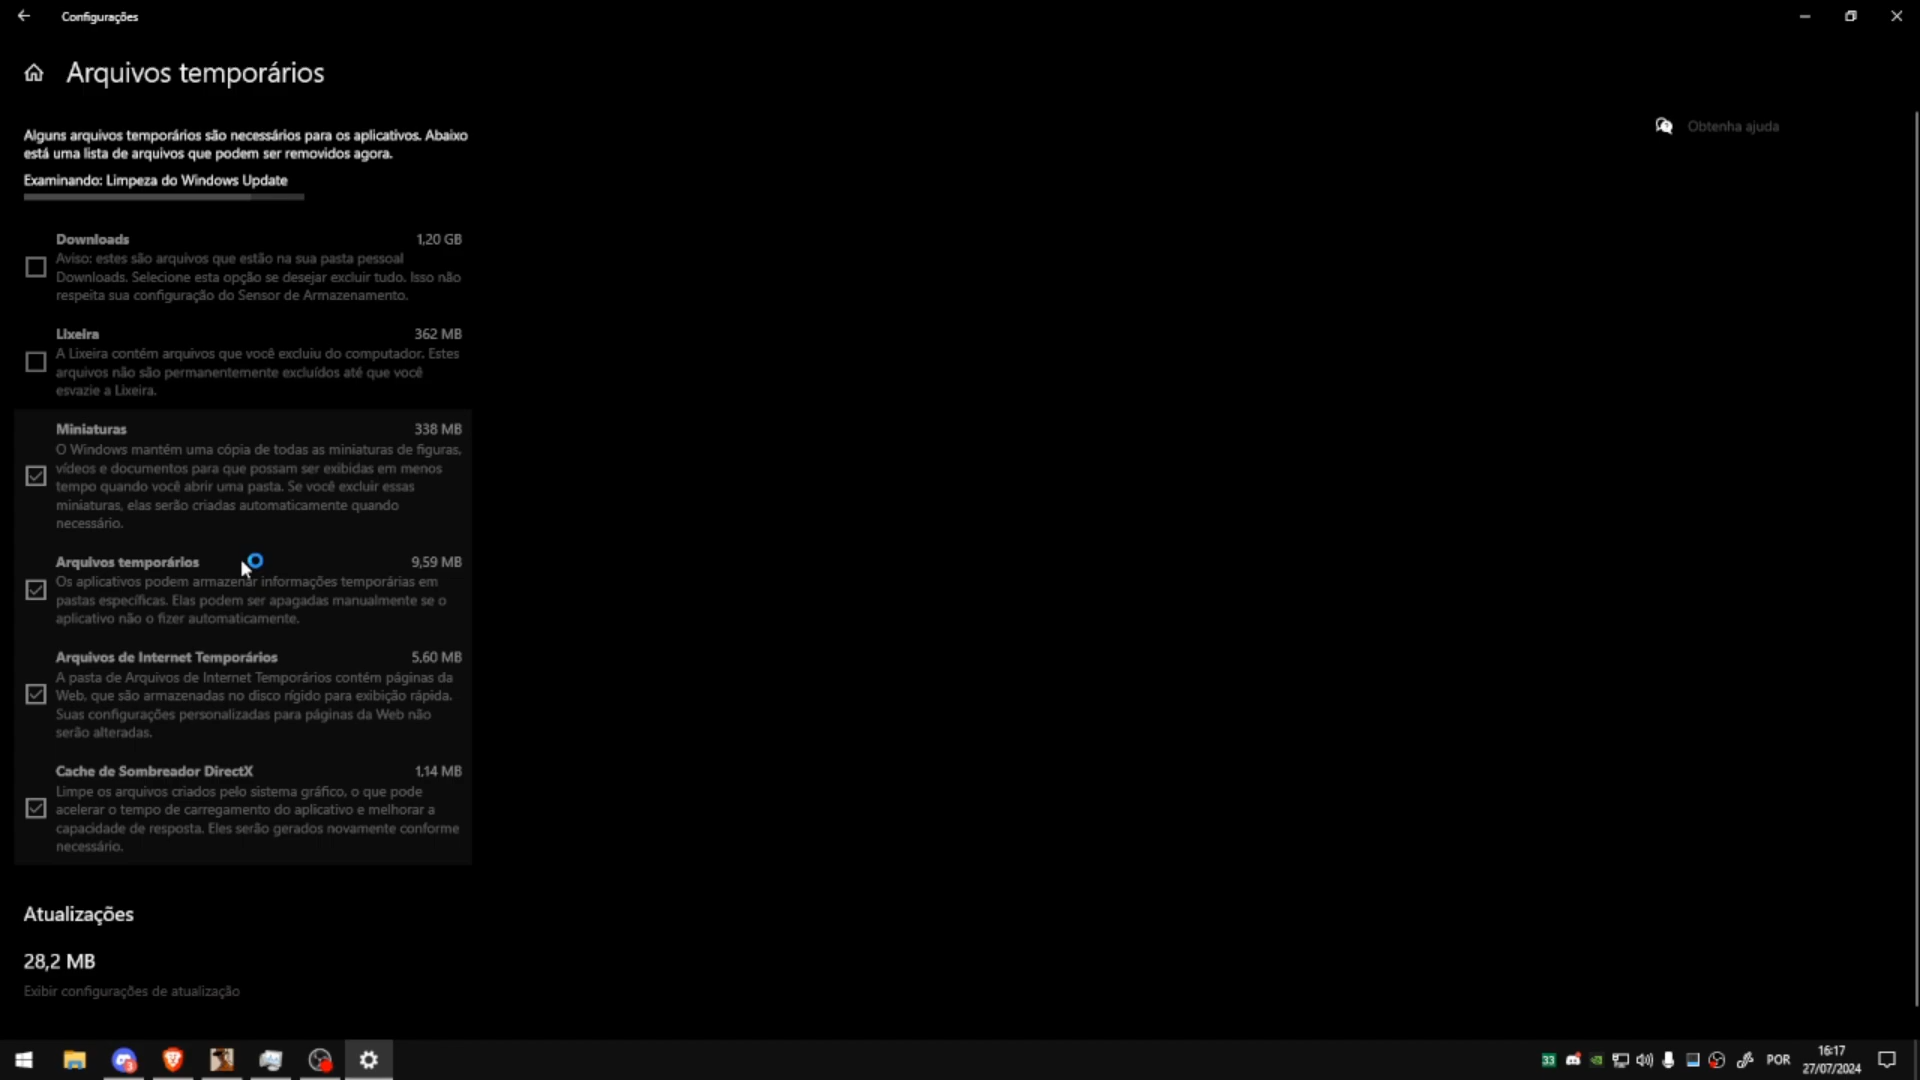 Configurações
Arquivos temporários
Alguns arquivos temporários são necessários para os aplicativos. Abaixo
está uma lista de arquivos que podem ser removidos agora.
Obtenha ajuda
Examinando: Limpeza do Windows Update
Downloads 1,20 GB
Aviso: estes são arquivos que estão na sua pasta pessoal
Downloads. Selecione esta opção se desejar excluir tudo. Isso não
respeita sua configuração do Sensor de Armazenamento.
Lixeira 362 MB
A Lixeira contém arquivos que você excluiu do computador. Estes
arquivos não são permanentemente excluídos até que você
esvazie a Lixeira.
Miniaturas 338 MB
O Windows mantém uma cópia de todas as miniaturas de figuras,
vídeos e documentos para que possam ser exibidas em menos
tempo quando você abrir uma pasta. Se você excluir essas
miniaturas, elas serão criadas automaticamente quando
necessário.
Arquivos temporários 9,59 MB
Os aplicativos podem armazenar informações temporárias em
pastas específicas. Elas podem ser apagadas manualmente se o
aplicativo não o fizer automaticamente.
Arquivos de Internet Temporários 5,60 MB
A pasta de Arquivos de Internet Temporários contém páginas da
Web, que são armazenadas no disco rígido para exibição rápida.
Suas configurações personalizadas para páginas da Web não
serão alteradas.
Cache de Sombreador DirectX 1,14 MB
Limpe os arquivos criados pelo sistema gráfico, o que pode
acelerar o tempo de carregamento do aplicativo e melhorar a
capacidade de resposta. Eles serão gerados novamente conforme
necessário.
Atualizações
28,2 MB
Exibir configurações de atualização
3
33
POR
16:17
27/07/2024